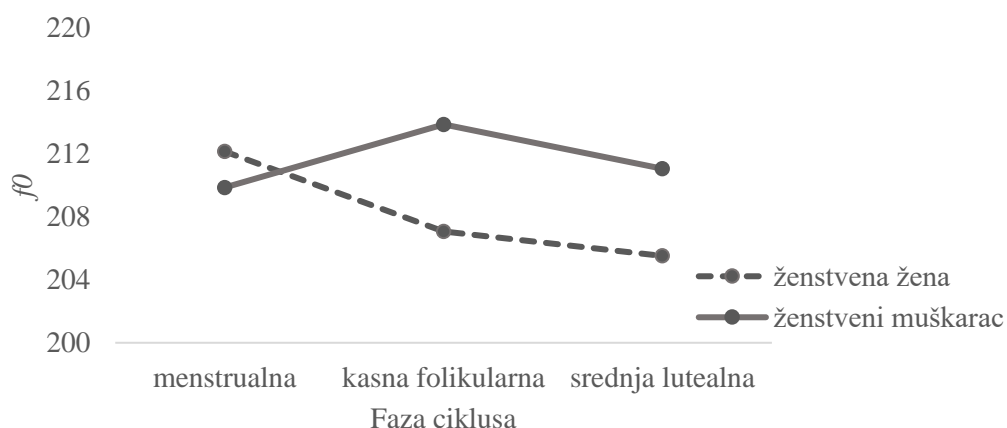 220
216
212
208
204
200
f0
menstrualna
kasna folikularna
srednja lutealna
Faza ciklusa
ženstvena žena
ženstveni muškarac